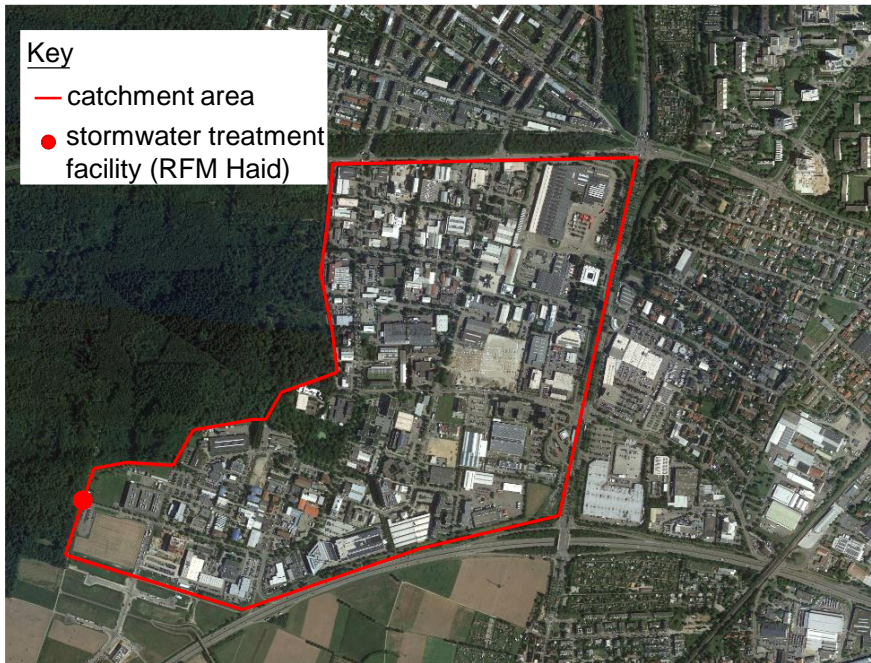 Key
catchment area
stormwater treatment
facility (RFM Haid)